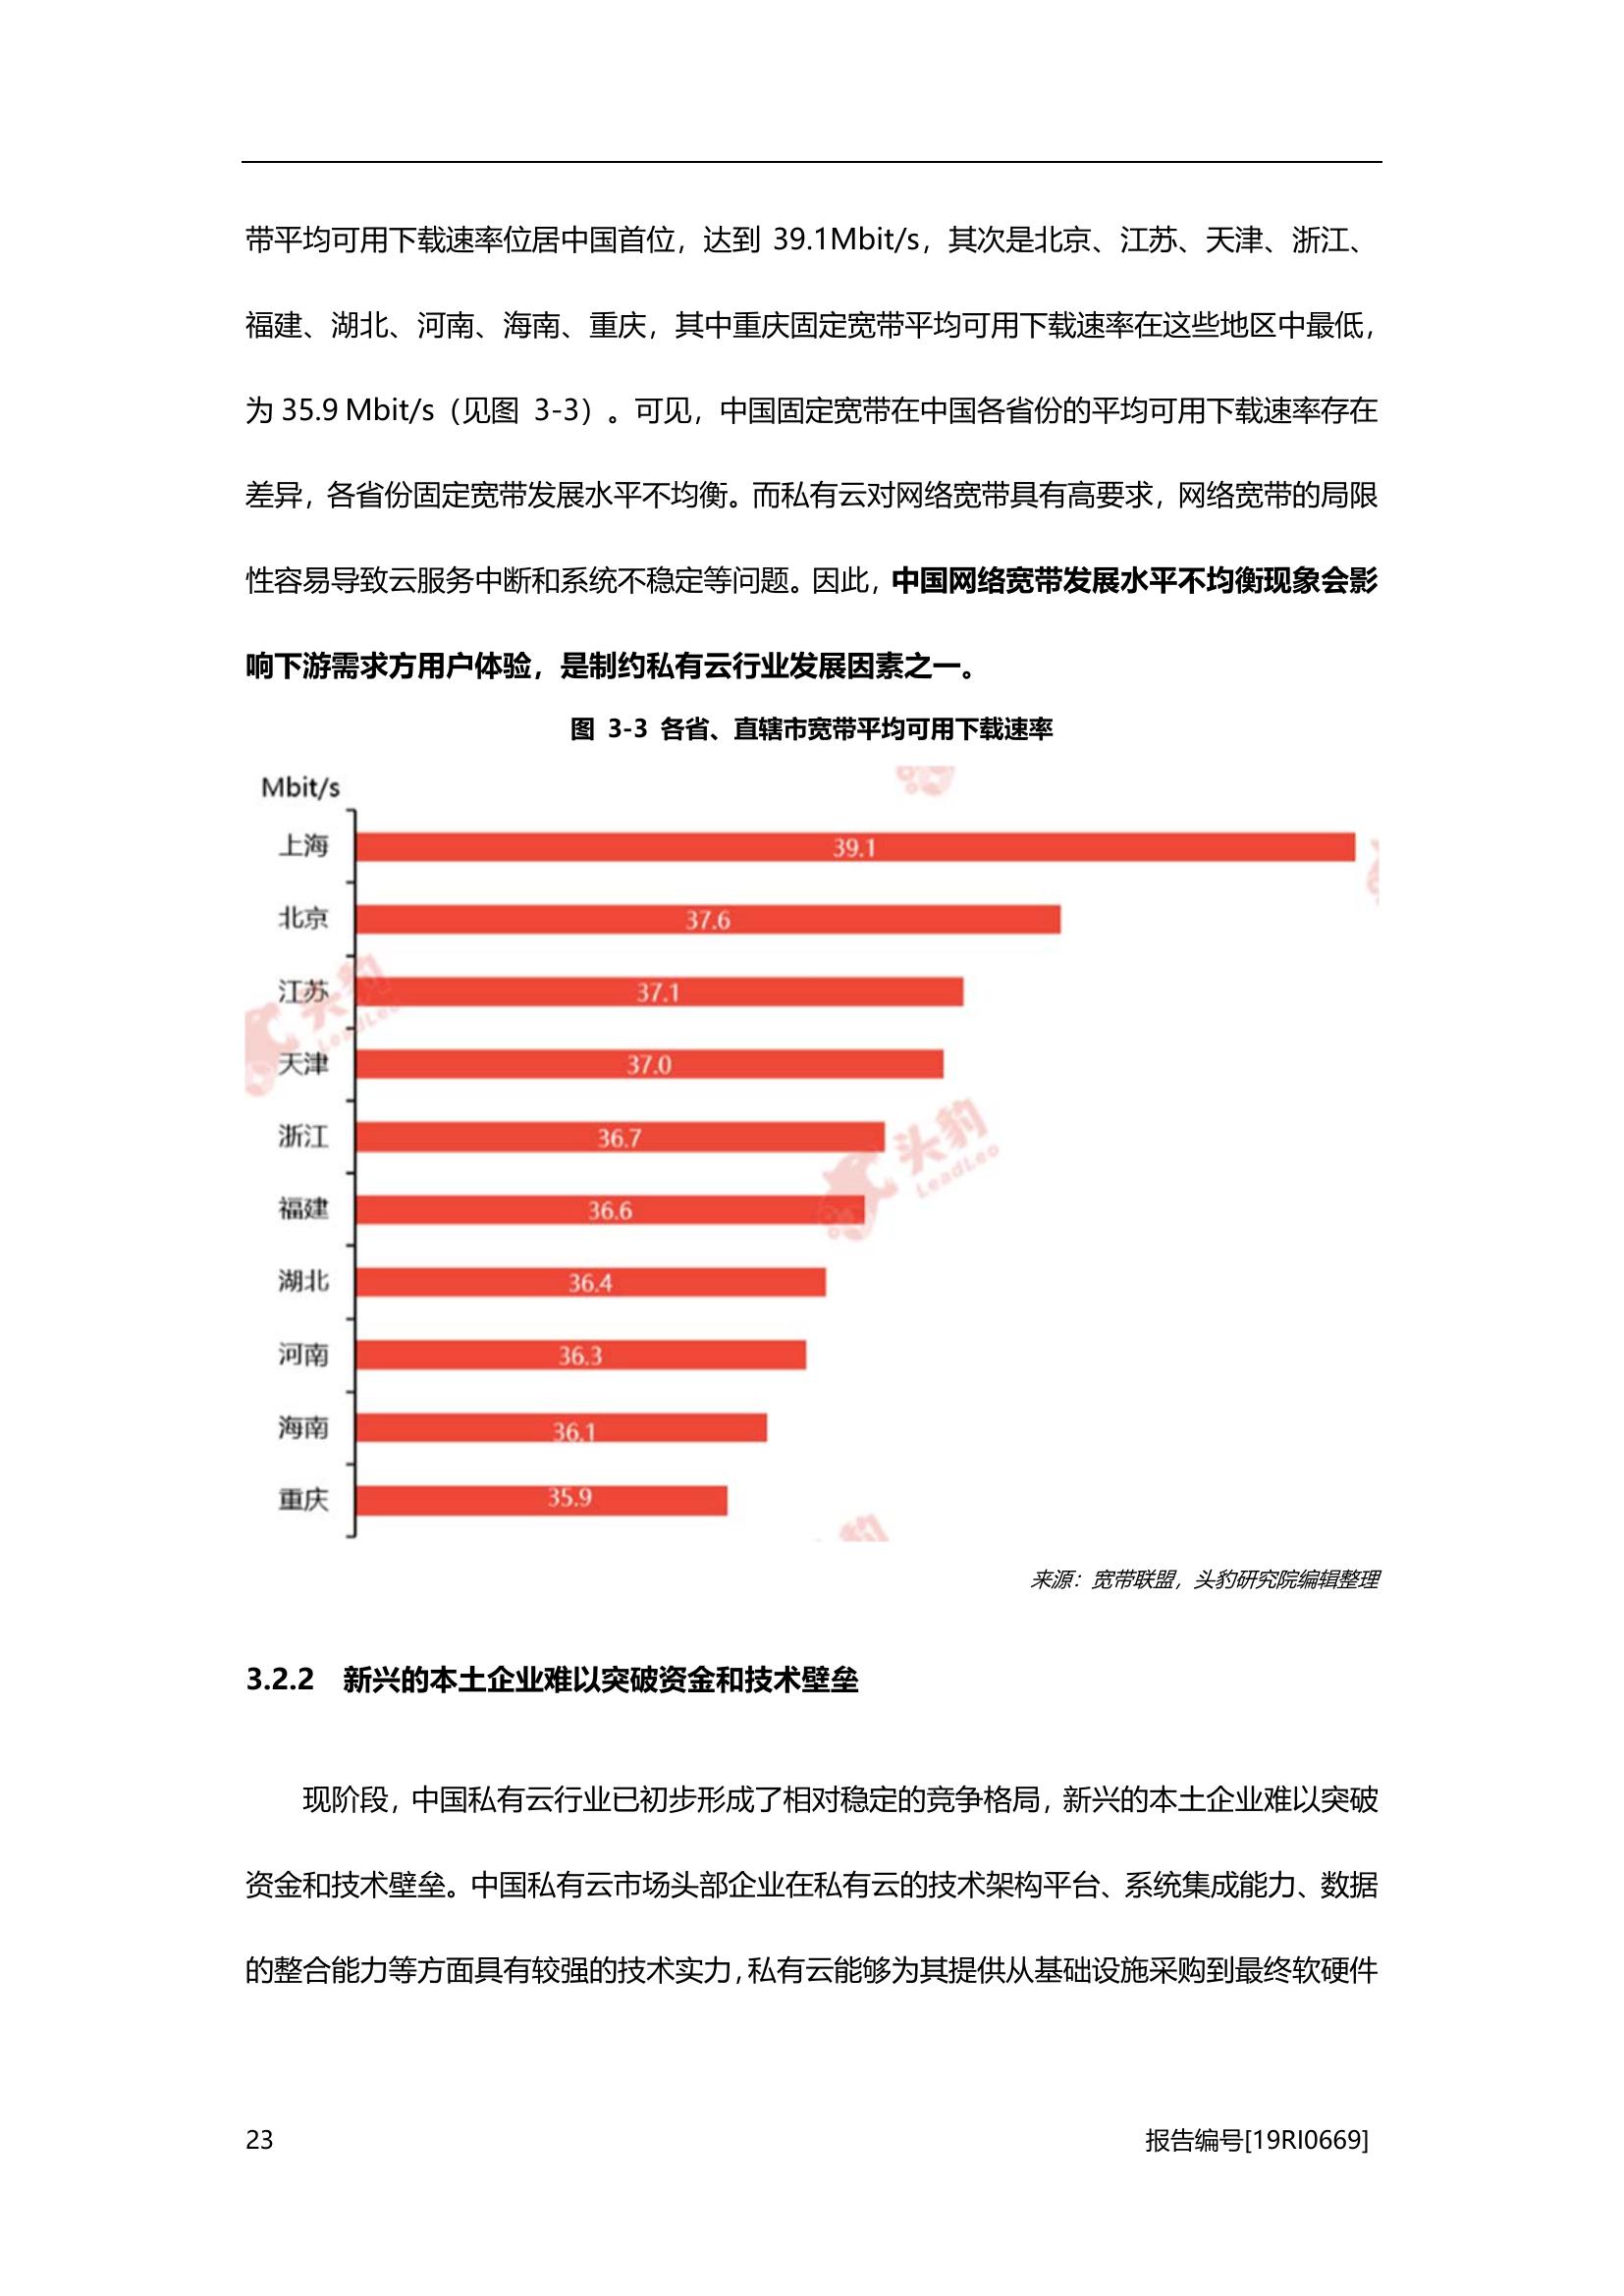 带平均可用下载速率位居中国首位，达到 39.1Mbit/s，其次是北京、江苏、天津、浙江、
福建、湖北、河南、海南、重庆，其中重庆固定宽带平均可用下载速率在这些地区中最低，
为 35.9 Mbit/s（见图 3-3）。可见，中国固定宽带在中国各省份的平均可用下载速率存在
差异，各省份固定宽带发展水平不均衡。而私有云对网络宽带具有高要求，网络宽带的局限
性容易导致云服务中断和系统不稳定等问题。因此，中国网络宽带发展水平不均衡现象会影
响下游需求方用户体验，是制约私有云行业发展因素之一。
图 3-3 各省、直辖市宽带平均可用下载速率
Mbit/s
上海 39.1
北京 37.6
江苏 37.1
天津 37.0
浙江 36.7
福建 36.6
湖北 36.4
河南 36.3
海南 36.1
重庆 35.9
头豹
LeadLeo
头豹
LeadLeo
豹
来源：宽带联盟，头豹研究院编辑整理
3.2.2 新兴的本土企业难以突破资金和技术壁垒
现阶段，中国私有云行业已初步形成了相对稳定的竞争格局，新兴的本土企业难以突破
资金和技术壁垒。中国私有云市场头部企业在私有云的技术架构平台、系统集成能力、数据
的整合能力等方面具有较强的技术实力，私有云能够为其提供从基础设施采购到最终软硬件
23 报告编号[19RI0669]